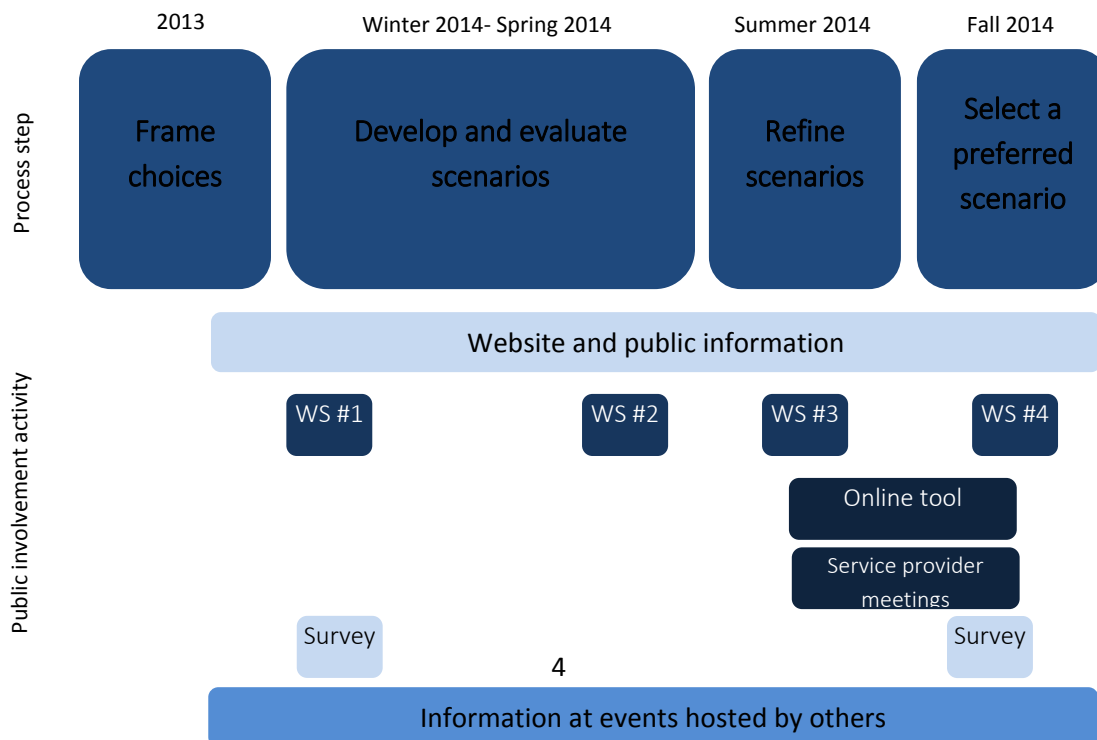 2013
Winter 2014- Spring 2014
Summer 2014
Fall 2014
Process step
Frame
choices
Develop and evaluate
scenarios
Refine
scenarios
Select a
preferred
scenario
Public involvement activity
Website and public information
WS #1
WS #2
WS #3
WS #4
Online tool
Service provider
meetings
Survey
Survey
4
Information at events hosted by others